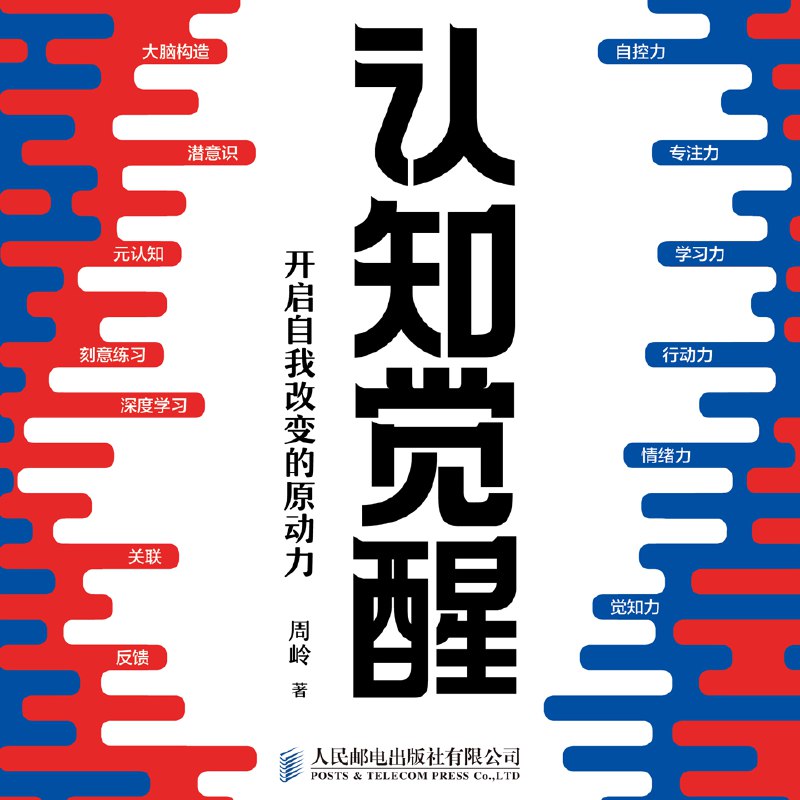 认知觉醒
开启自我改变的原动力
周岭 著
大脑构造
潜意识
元认知
刻意练习
深度学习
关联
反馈
自控力
专注力
学习力
行动力
情绪力
觉知力
人民邮电出版社有限公司
POSTS & TELECOM PRESS Co.,LTD